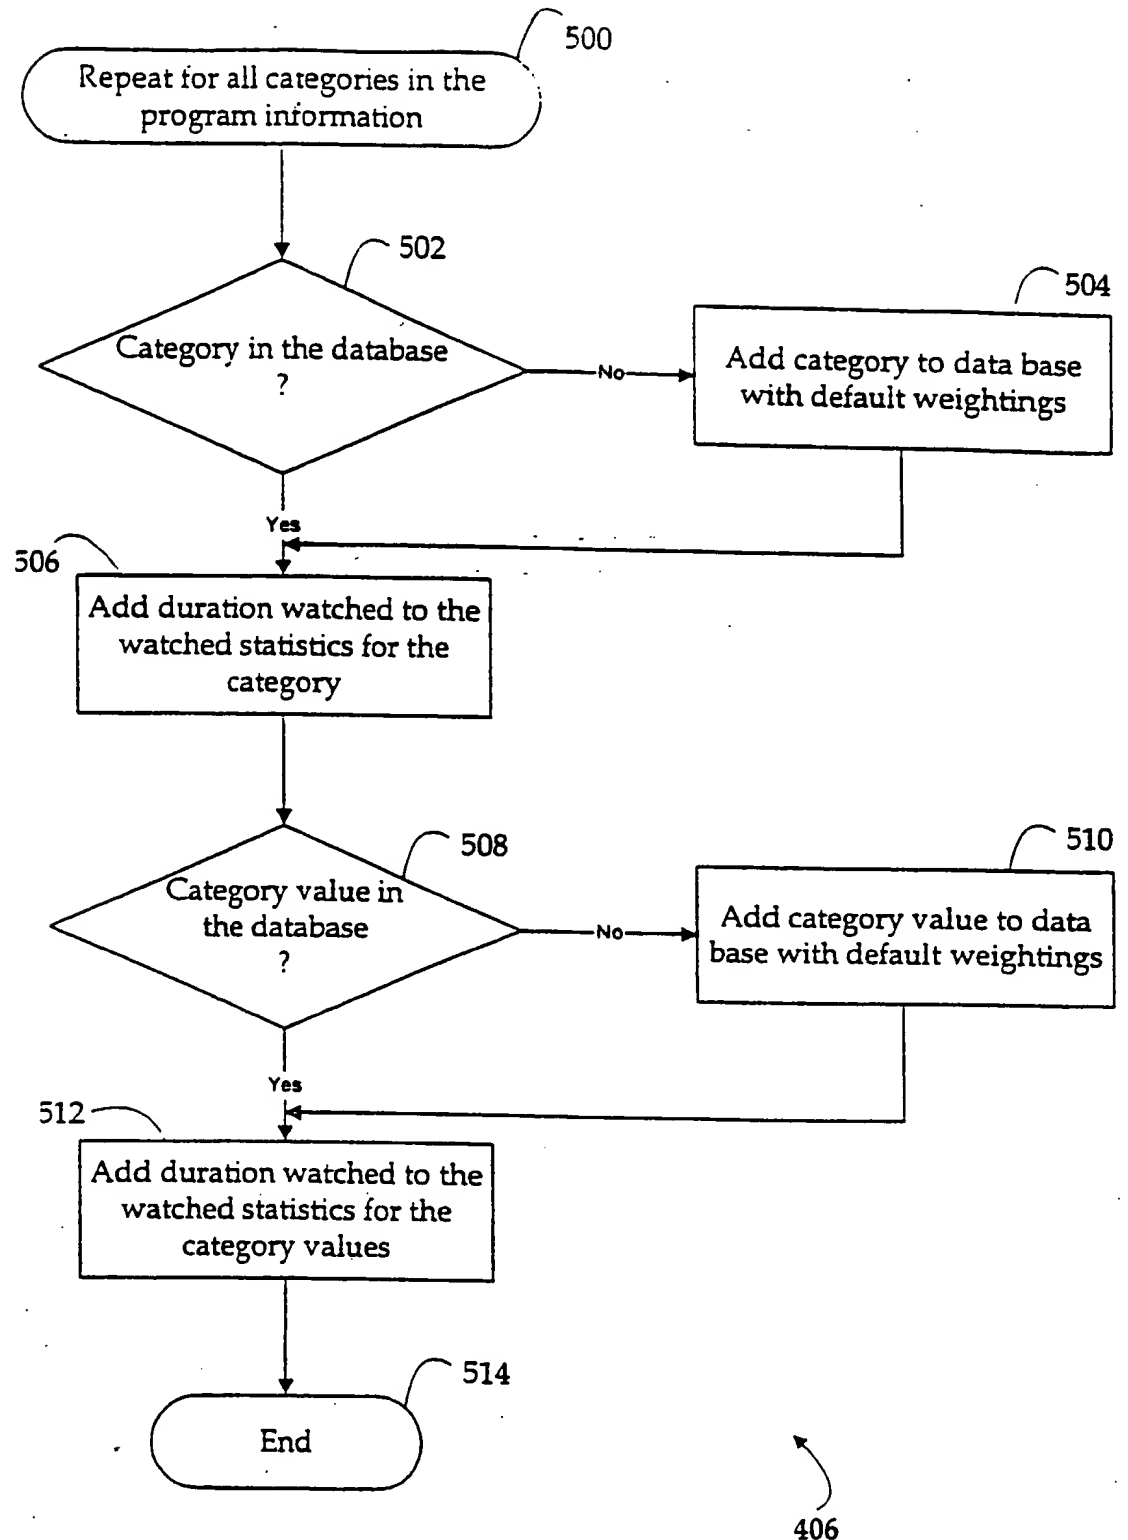 500
Repeat for all categories in the
program information
502
Category in the database
?
No
504
Add category to data base
with default weightings
Yes
506
Add duration watched to the
watched statistics for the
category
508
Category value in
the database
?
No
510
Add category value to data
base with default weightings
Yes
512
Add duration watched to the
watched statistics for the
category values
514
End
406